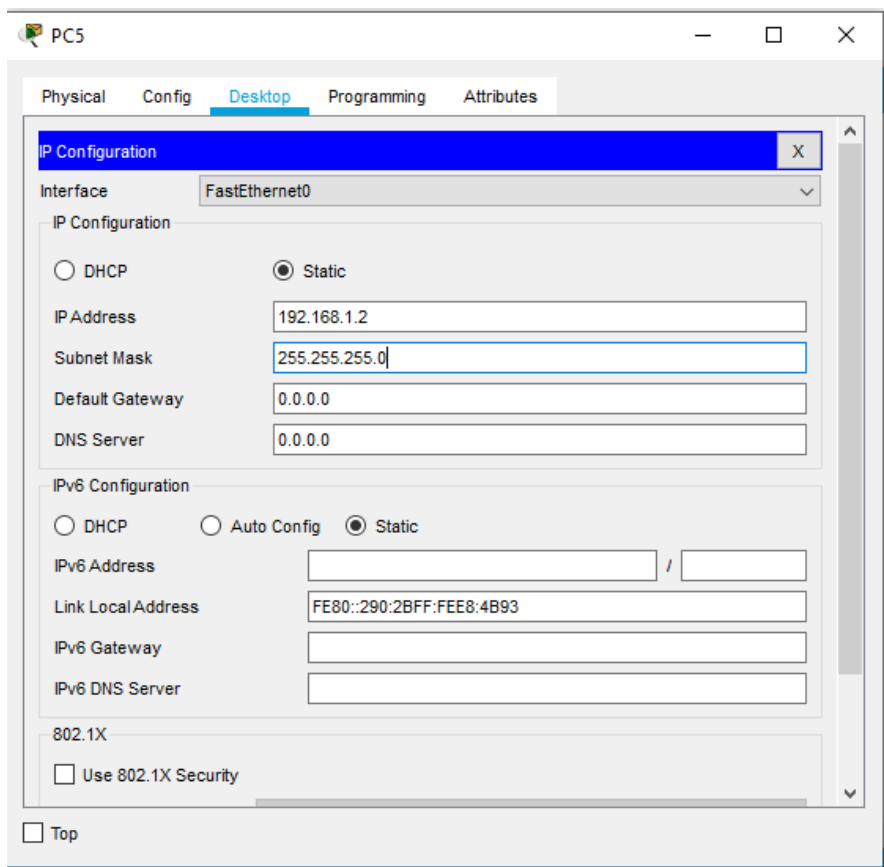 PC5
Physical Config Desktop Programming Attributes
IP Configuration X
Interface FastEthernet0
IP Configuration
DHCP Static
IP Address 192.168.1.2
Subnet Mask 255.255.255.0
Default Gateway 0.0.0.0
DNS Server 0.0.0.0
IPv6 Configuration
DHCP Auto Config Static
IPv6 Address /
Link Local Address FE80::290:2BFF:FEE8:4B93
IPv6 Gateway
IPv6 DNS Server
802.1X
Use 802.1X Security
Top